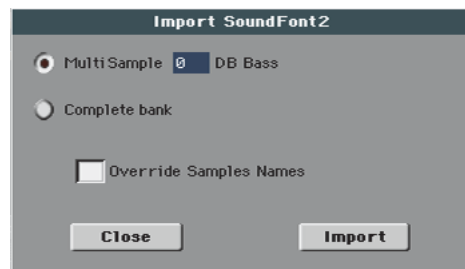 Import SoundFont2
MultiSample 0 DB Bass
Complete bank
Override Samples Names
Close Import